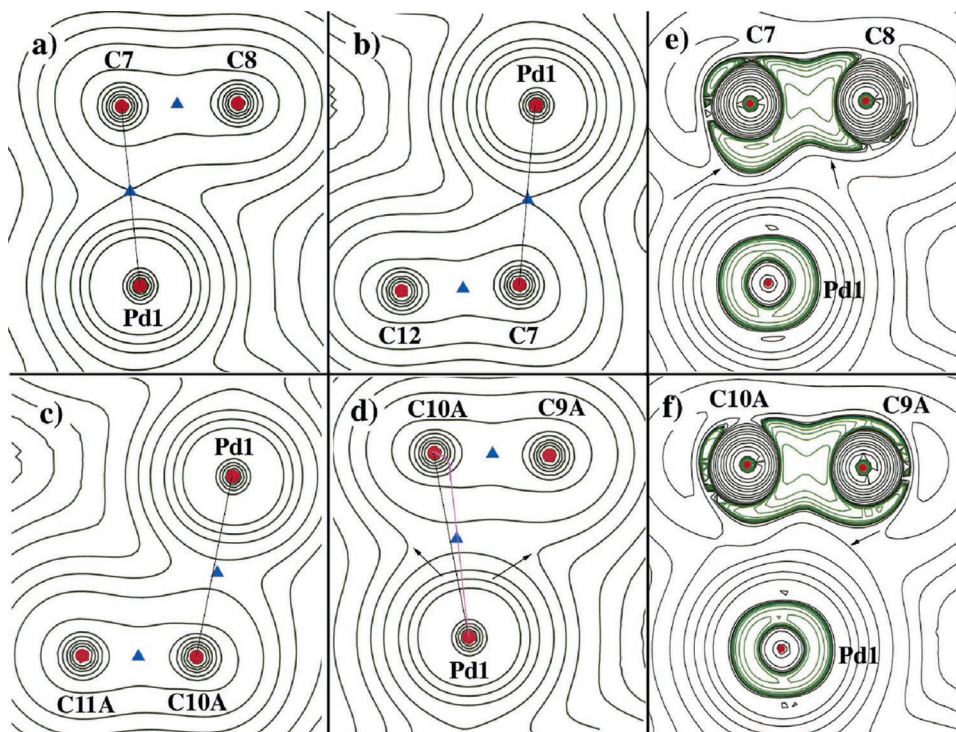 a)
C7 C8
Pd1
b)
Pd1
C12 C7
e)
C7 C8
Pd1
c)
Pd1
C11A C10A
d)
C10A C9A
Pd1
f)
C10A C9A
Pd1